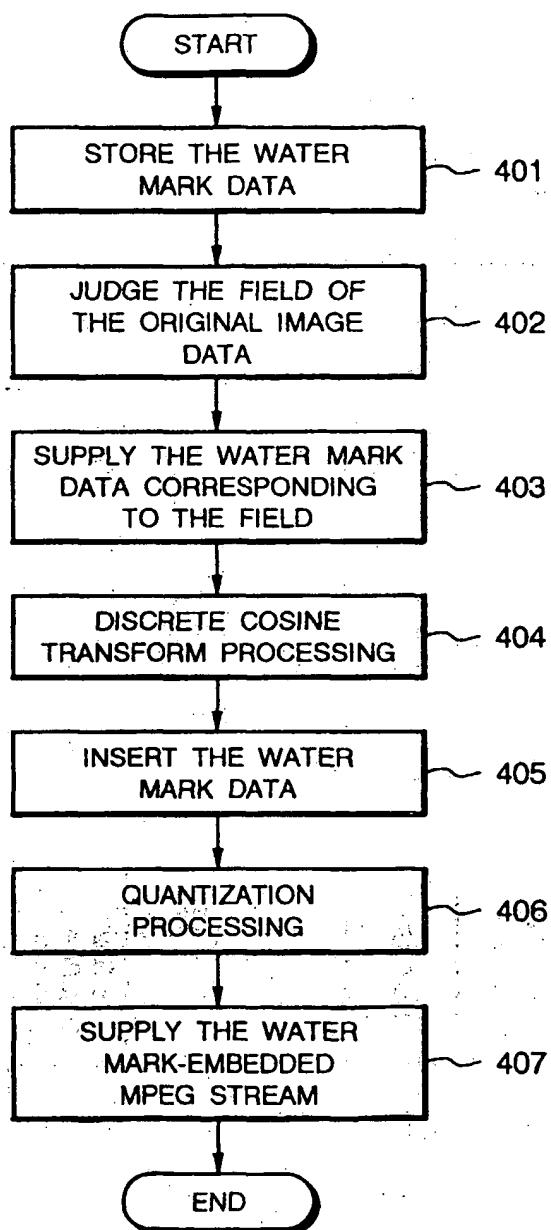 START
STORE THE WATER
MARK DATA
401
JUDGE THE FIELD OF
THE ORIGINAL IMAGE
DATA
402
SUPPLY THE WATER MARK
DATA CORRESPONDING
TO THE FIELD
403
DISCRETE COSINE
TRANSFORM PROCESSING
404
INSERT THE WATER
MARK DATA
405
QUANTIZATION
PROCESSING
406
SUPPLY THE WATER
MARK-EMBEDDED
MPEG STREAM
407
END